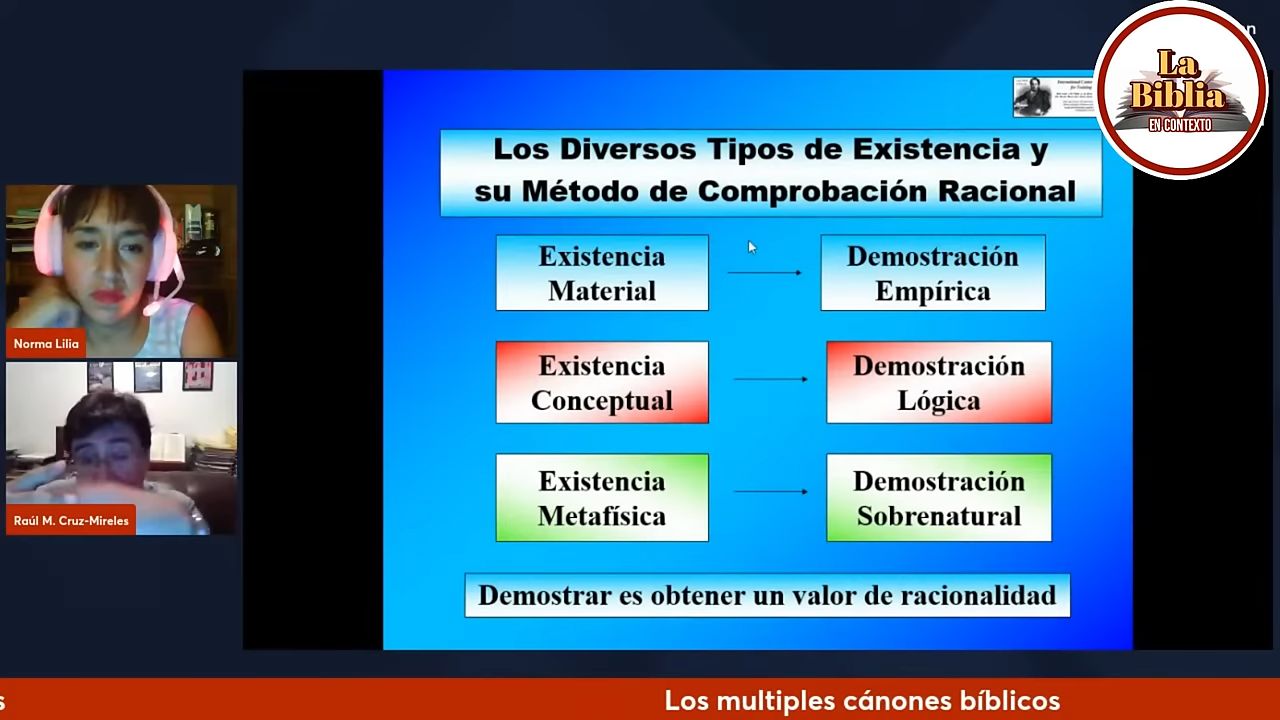 La
Biblia
EN CONTEXTO
Los Diversos Tipos de Existencia y
su Método de Comprobación Racional
Existencia
Material
Demostración
Empírica
Existencia
Conceptual
Demostración
Lógica
Existencia
Metafísica
Demostración
Sobrenatural
Demostrar es obtener un valor de racionalidad
Norma Lilia
Raúl M. Cruz-Mireles
s
Los multiples cánones bíblicos